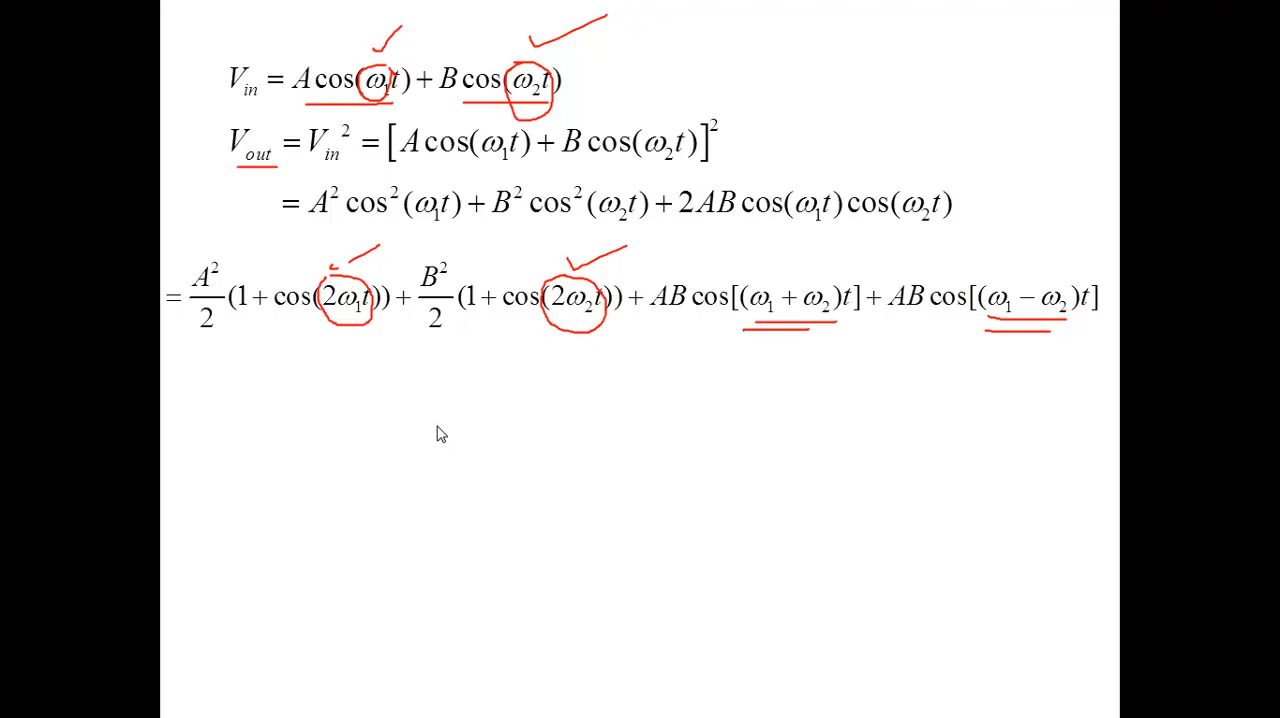 V_in = A cos(ω₁t) + B cos(ω₂t)
V_out = V_in² = [A cos(ω₁t) + B cos(ω₂t)]²
= A² cos²(ω₁t) + B² cos²(ω₂t) + 2AB cos(ω₁t) cos(ω₂t)
= A²/2 (1 + cos(2ω₁t)) + B²/2 (1 + cos(2ω₂t)) + AB cos[(ω₁ + ω₂)t] + AB cos[(ω₁ − ω₂)t]